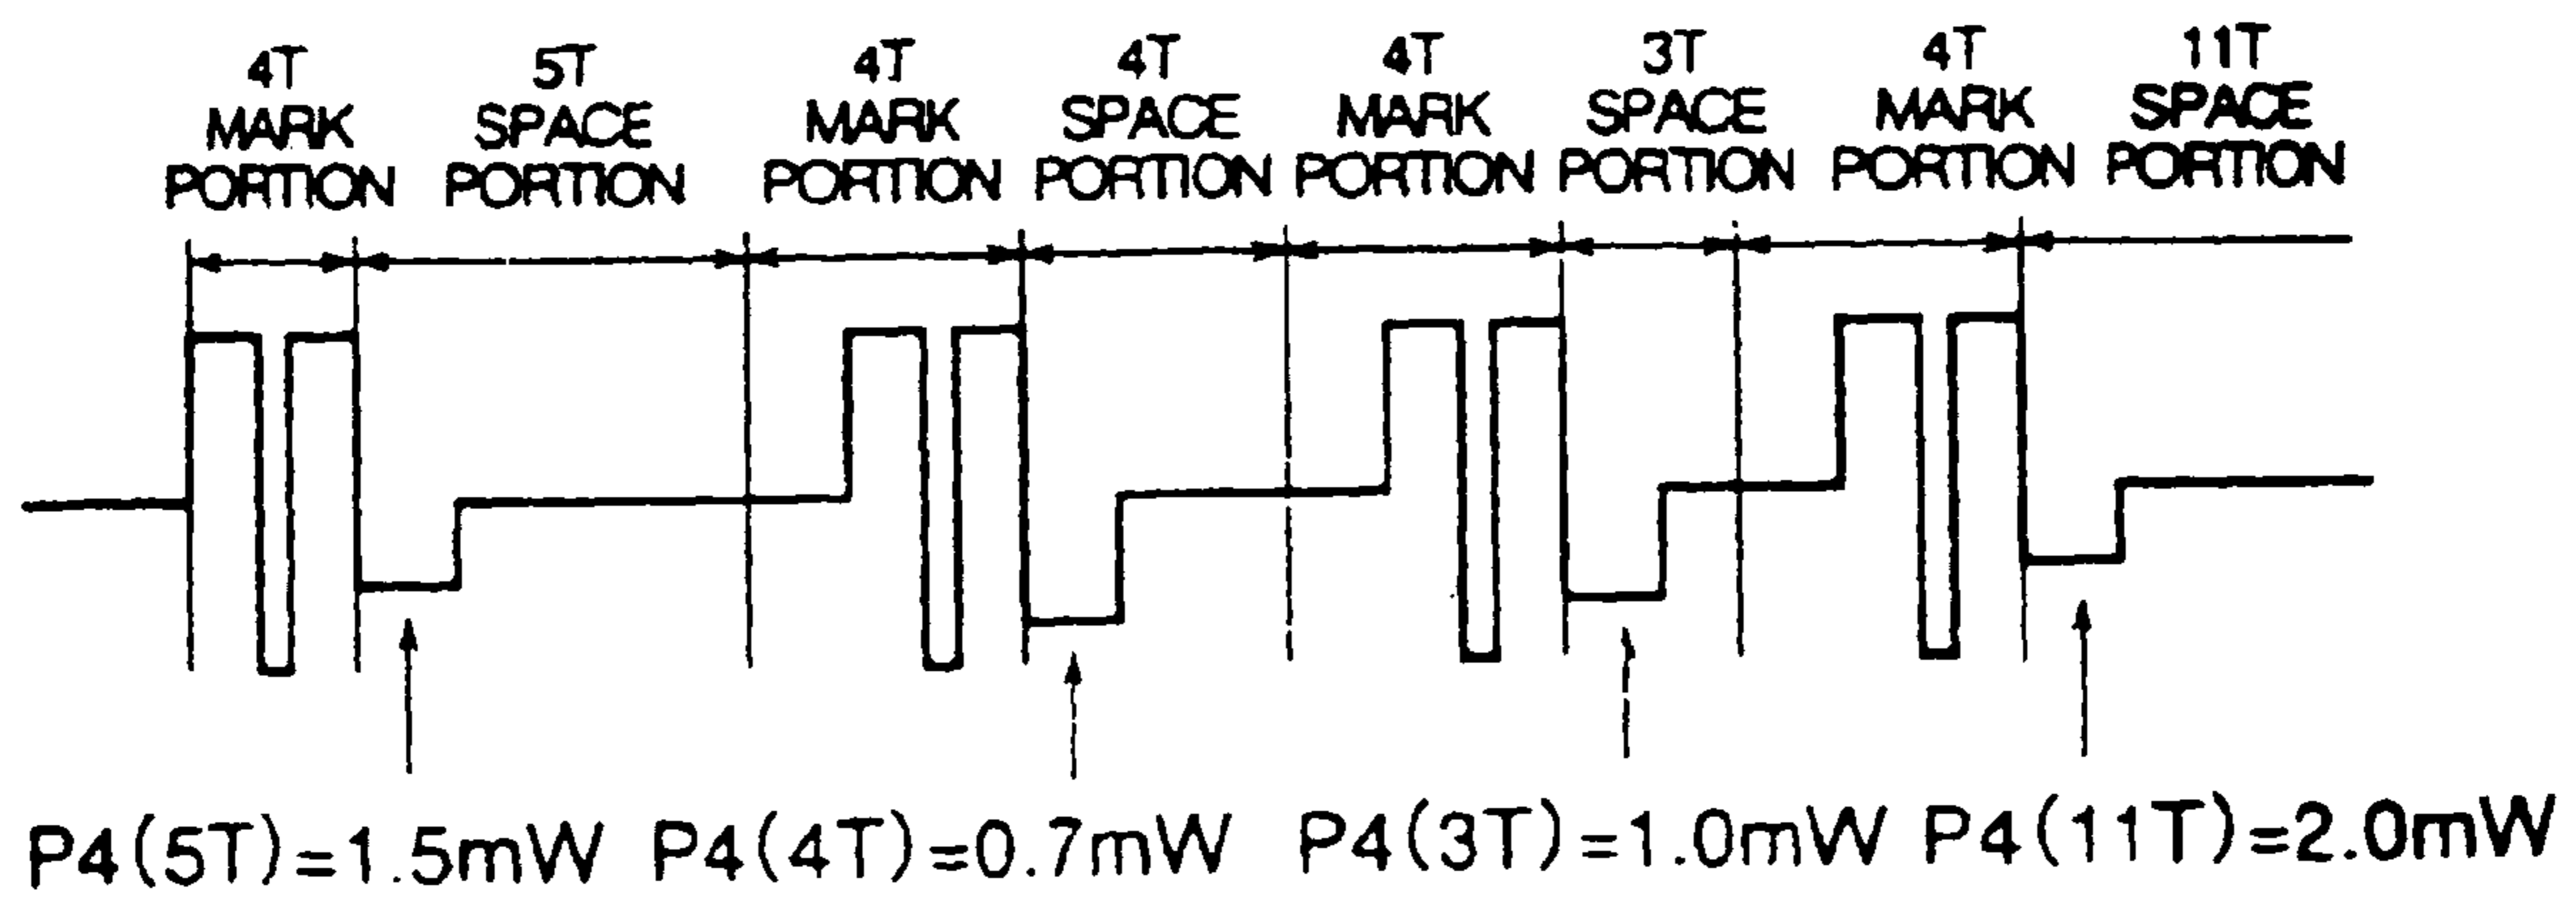 4T MARK PORTION
5T SPACE PORTION
4T MARK PORTION
4T SPACE PORTION
4T MARK PORTION
3T SPACE PORTION
4T MARK PORTION
11T SPACE PORTION
P4(5T)=1.5mW
P4(4T)=0.7mW
P4(3T)=1.0mW
P4(11T)=2.0mW